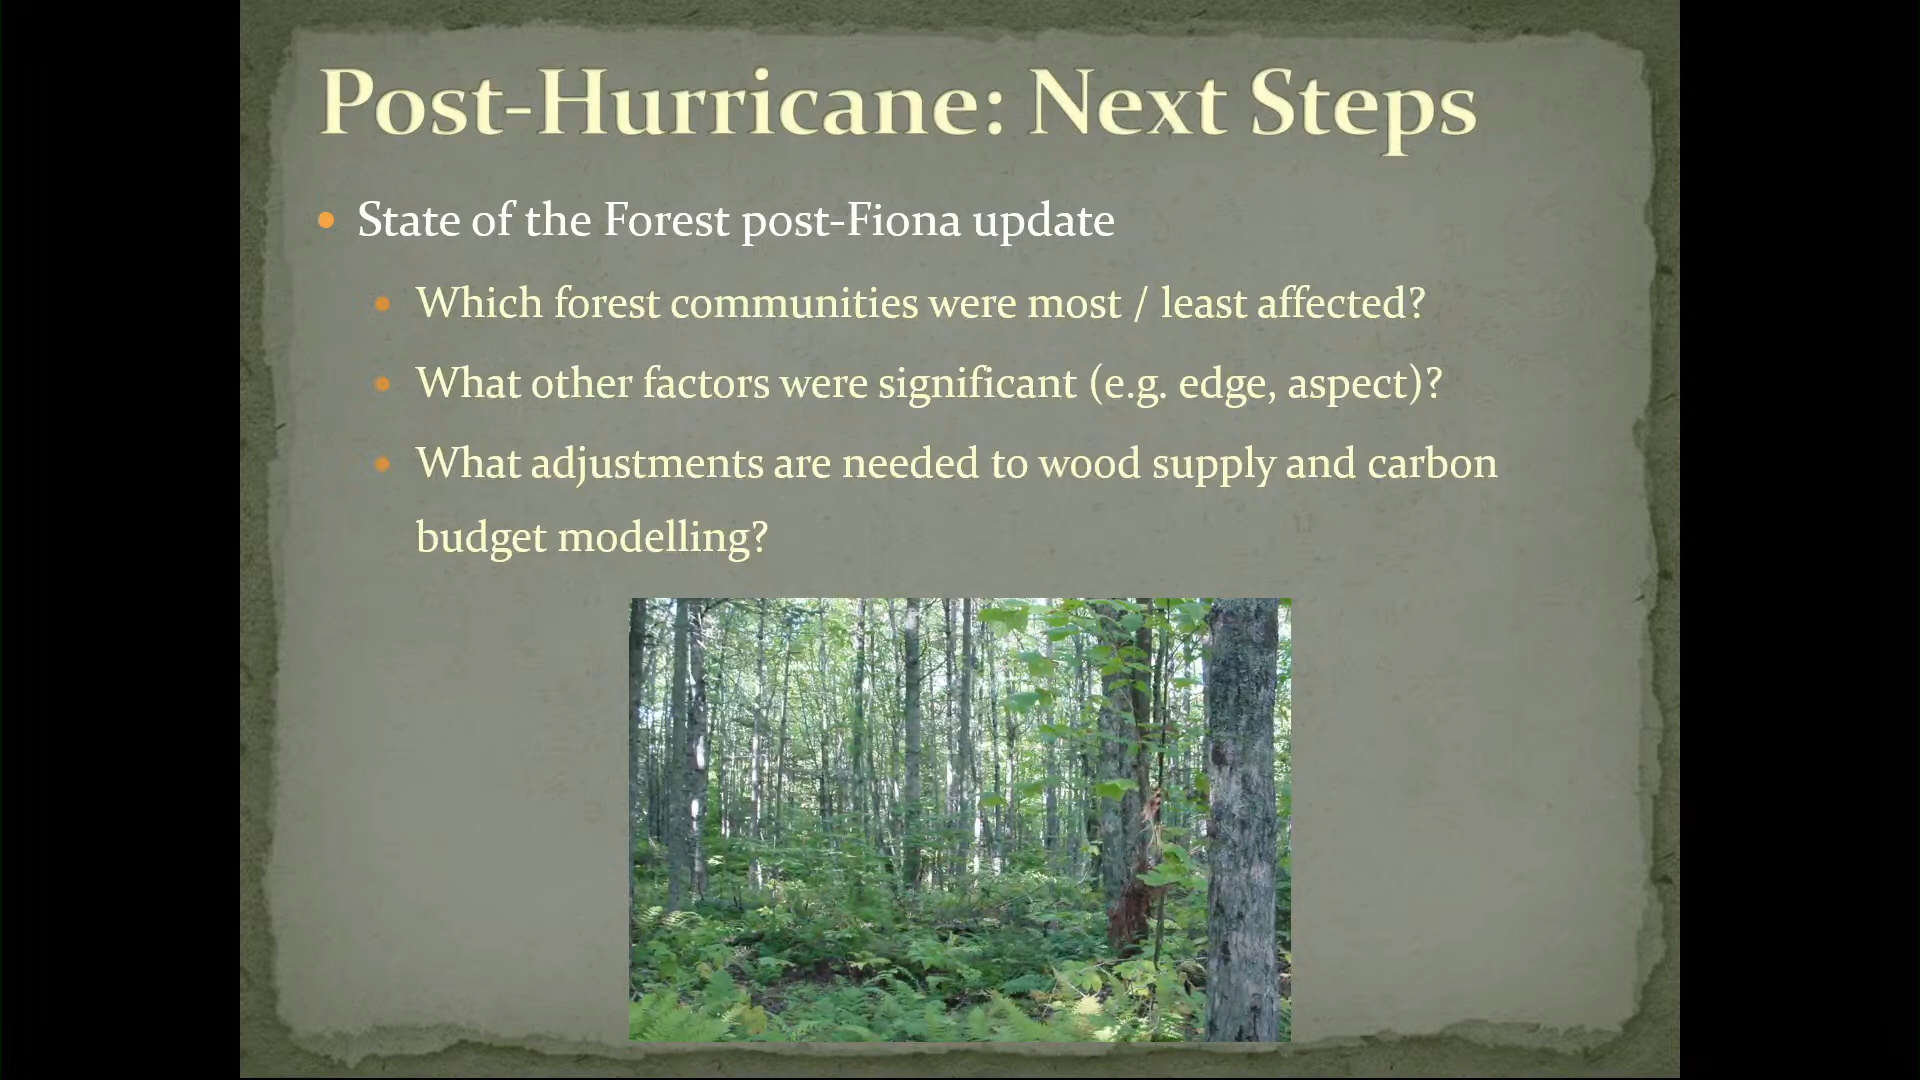 Post-Hurricane: Next Steps
State of the Forest post-Fiona update
Which forest communities were most / least affected?
What other factors were significant (e.g. edge, aspect)?
What adjustments are needed to wood supply and carbon
budget modelling?